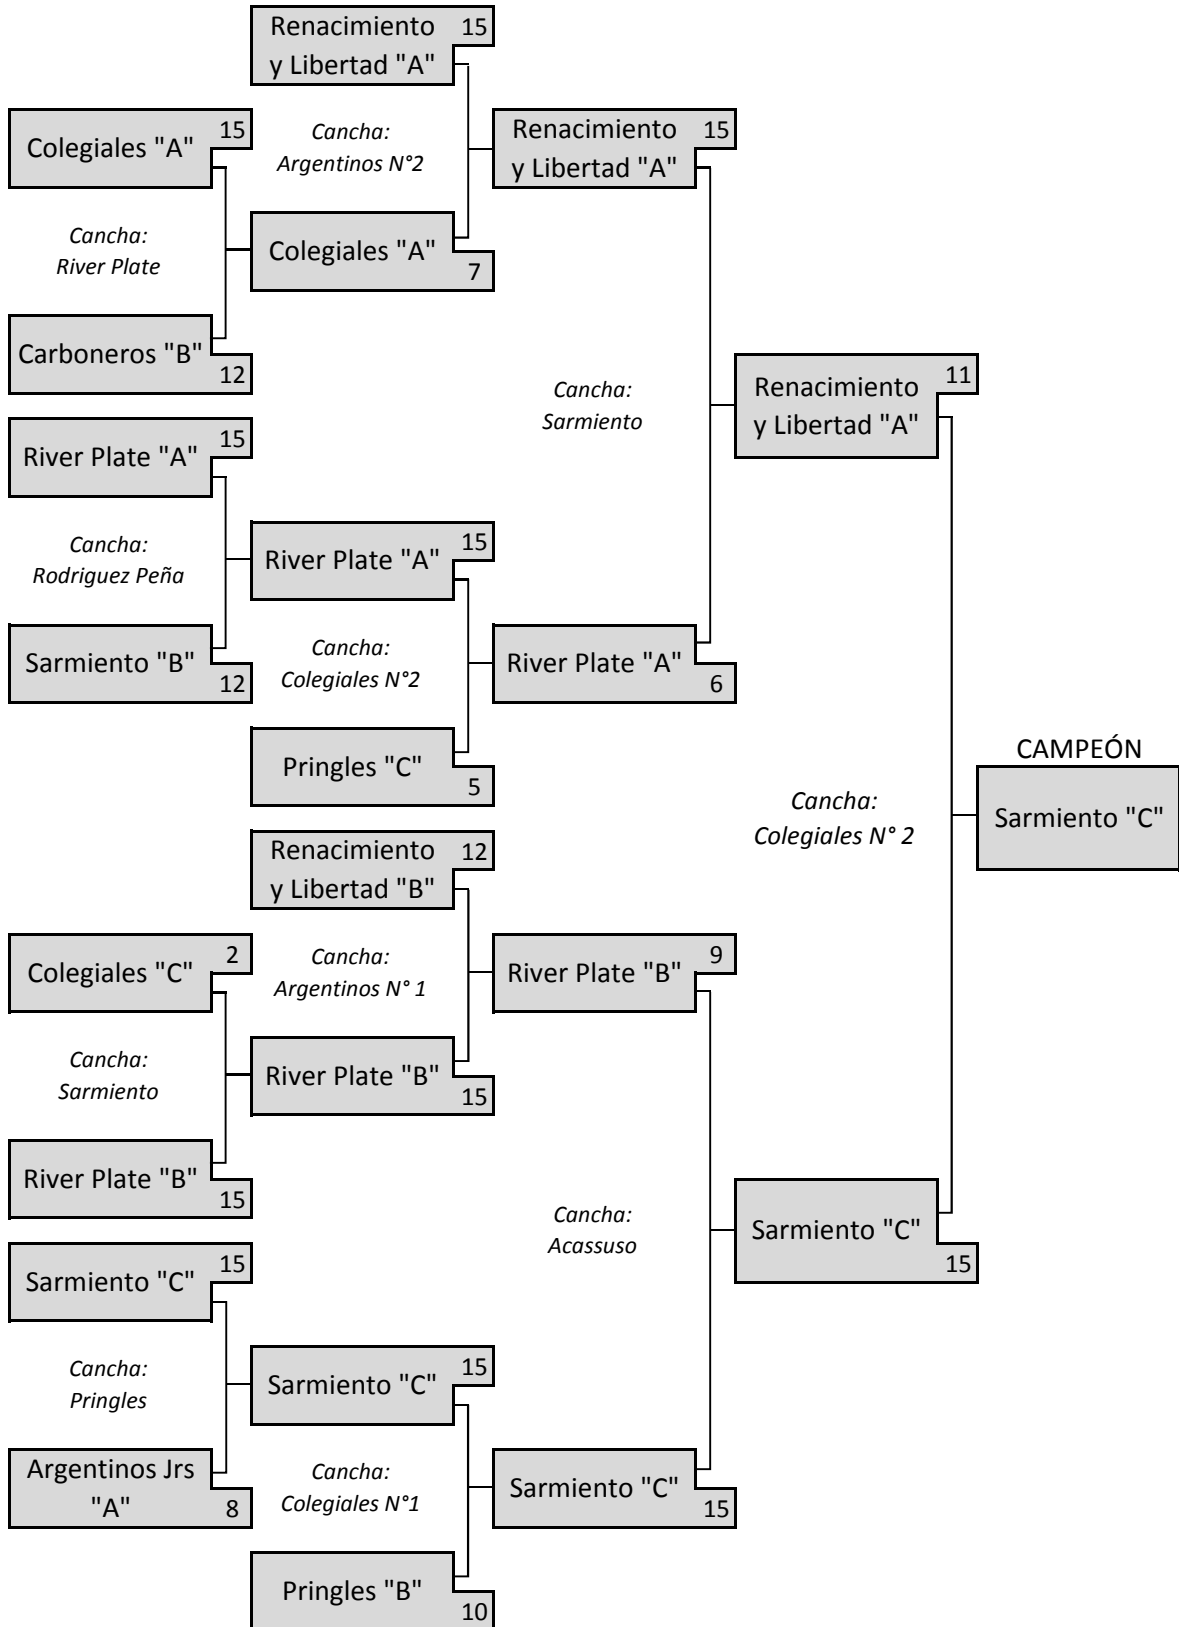 Renacimiento
y Libertad "A"
15
Colegiales "A"
15
Cancha:
Argentinos N°2
Renacimiento
y Libertad "A"
15
Cancha:
River Plate
Colegiales "A"
7
Carboneros "B"
12
Cancha:
Sarmiento
Renacimiento
y Libertad "A"
11
River Plate "A"
15
Cancha:
Rodriguez Peña
River Plate "A"
15
Sarmiento "B"
12
Cancha:
Colegiales N°2
River Plate "A"
6
Pringles "C"
5
CAMPEÓN
Sarmiento "C"
Cancha:
Colegiales N° 2
Renacimiento
y Libertad "B"
12
Colegiales "C"
2
Cancha:
Argentinos N° 1
River Plate "B"
9
Cancha:
Sarmiento
River Plate "B"
15
River Plate "B"
15
Cancha:
Acassuso
Sarmiento "C"
15
Sarmiento "C"
15
Cancha:
Pringles
Sarmiento "C"
15
Argentinos Jrs
"A"
8
Cancha:
Colegiales N°1
Sarmiento "C"
15
Pringles "B"
10